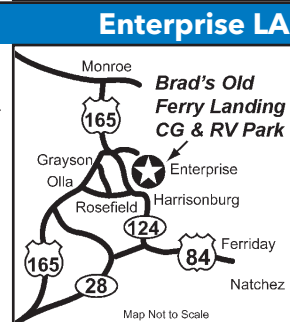 Enterprise LA
Monroe
Brad's Old
Ferry Landing
CG & RV Park
165
Grayson
Enterprise
Olla
Rosefield
Harrisonburg
124
Ferriday
84
165
28
Natchez
Map Not to Scale